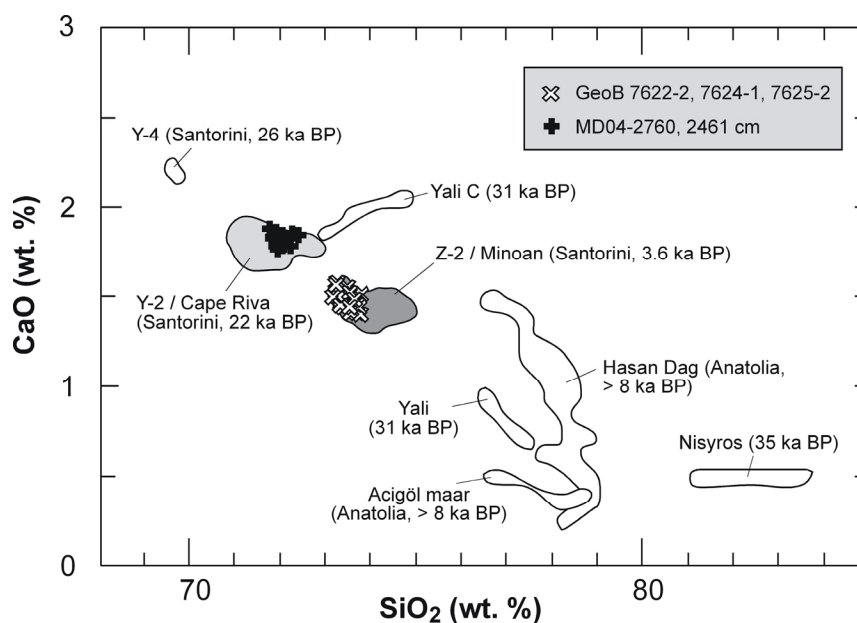 3
GeoB 7622-2, 7624-1, 7625-2
MD04-2760, 2461 cm
Y-4 (Santorini, 26 ka BP)
Yali C (31 ka BP)
2
Z-2 / Minoan (Santorini, 3.6 ka BP)
Y-2 / Cape Riva
(Santorini, 22 ka BP)
CaO (wt. %)
1
Hasan Dag (Anatolia,
> 8 ka BP)
Yali
(31 ka BP)
Nisyros (35 ka BP)
Acigöl maar
(Anatolia, > 8 ka BP)
0
70
80
SiO₂ (wt. %)